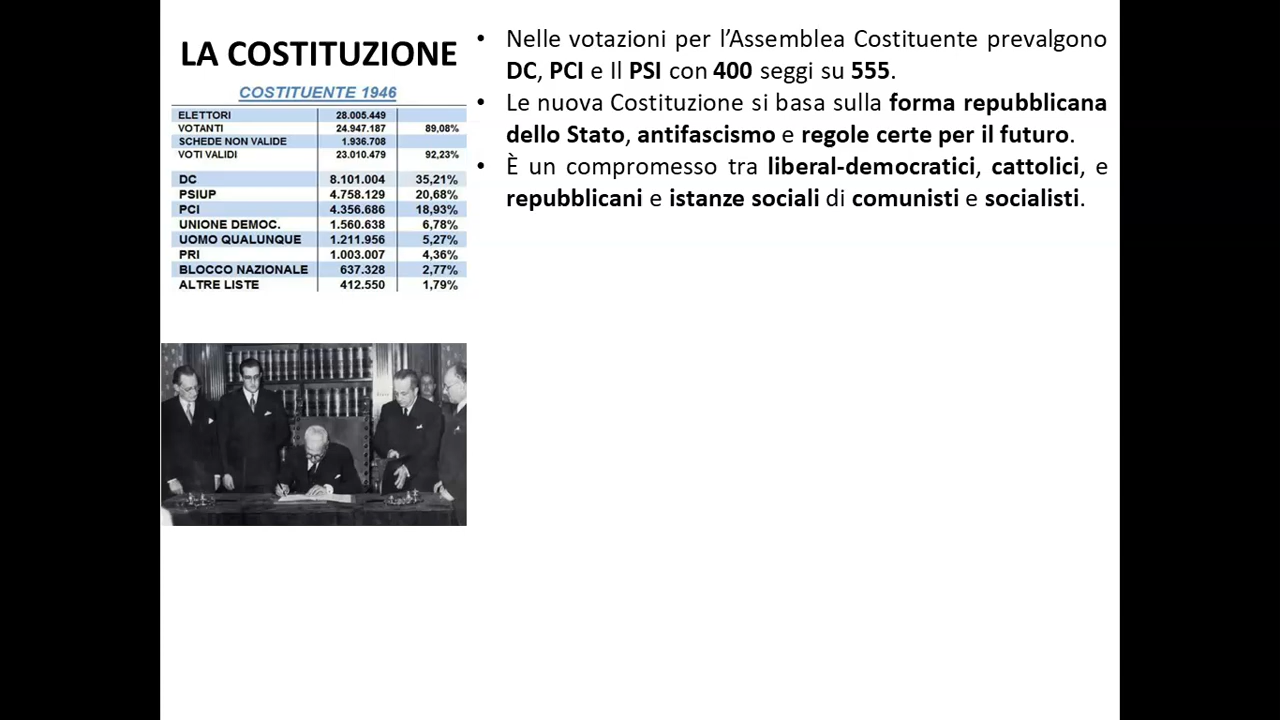 LA COSTITUZIONE
COSTITUENTE 1946
ELETTORI 28.005.449
VOTANTI 24.947.187 89,08%
SCHEDE NON VALIDE 1.936.708
VOTI VALIDI 23.010.479 92,23%
DC 8.101.004 35,21%
PSIUP 4.758.129 20,68%
PCI 4.356.686 18,93%
UNIONE DEMOC. 1.560.638 6,78%
UOMO QUALUNQUE 1.211.956 5,27%
PRI 1.003.007 4,36%
BLOCCO NAZIONALE 637.328 2,77%
ALTRE LISTE 412.550 1,79%
• Nelle votazioni per l’Assemblea Costituente prevalgono
DC, PCI e Il PSI con 400 seggi su 555.
• Le nuova Costituzione si basa sulla forma repubblicana
dello Stato, antifascismo e regole certe per il futuro.
• È un compromesso tra liberal-democratici, cattolici, e
repubblicani e istanze sociali di comunisti e socialisti.